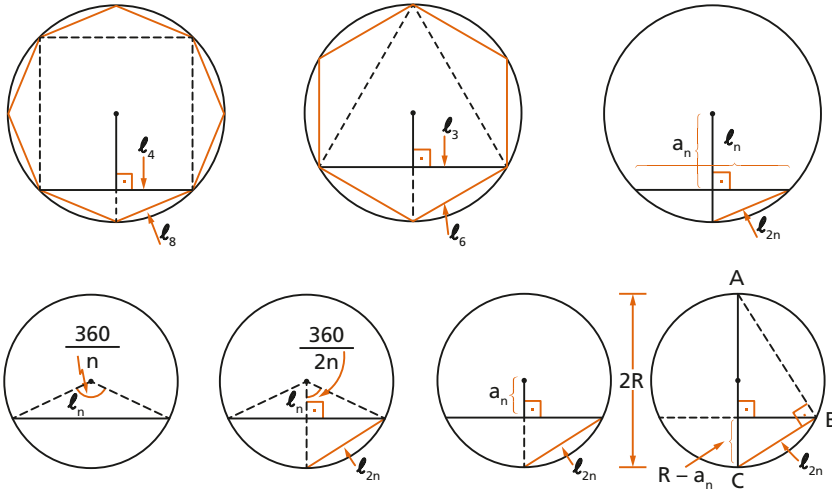 ℓ₄
ℓ₈
ℓ₃
ℓ₆
aₙ
ℓₙ
ℓ₂ₙ
360
n
ℓₙ
360
2n
ℓₙ
ℓ₂ₙ
aₙ
ℓ₂ₙ
2R
A
B
R – aₙ
ℓ₂ₙ
C